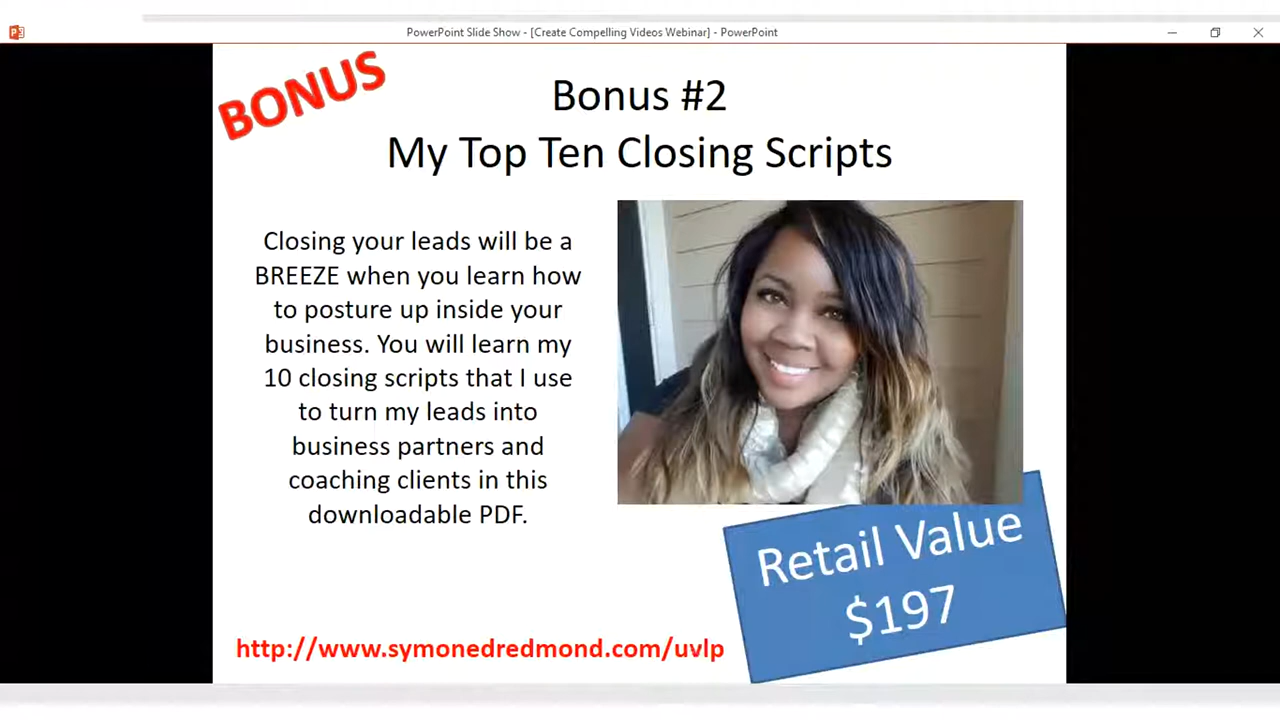 PowerPoint Slide Show - [Create Compelling Videos Webinar] - PowerPoint
BONUS
Bonus #2
My Top Ten Closing Scripts
Closing your leads will be a
BREEZE when you learn how
to posture up inside your
business. You will learn my
10 closing scripts that I use
to turn my leads into
business partners and
coaching clients in this
downloadable PDF.
Retail Value
$197
http://www.symonedredmond.com/uvlp